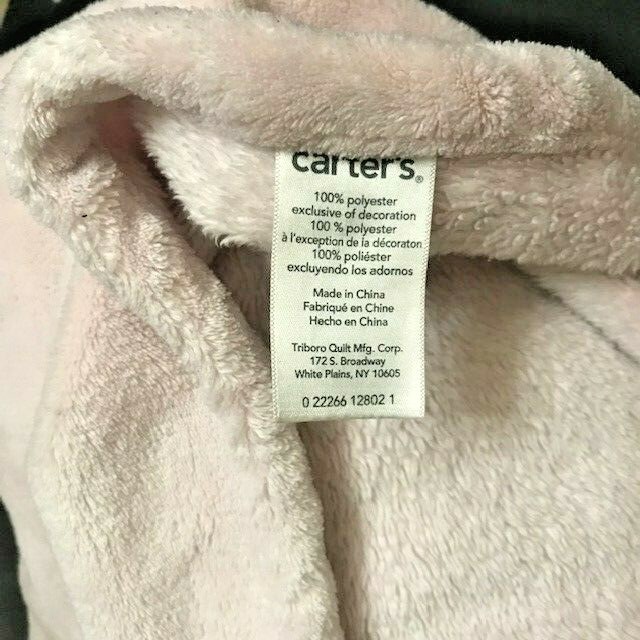 carter's®
100% polyester
exclusive of decoration
100 % polyester
à l'exception de la décoraton
100% poliéster
excluyendo los adornos
Made in China
Fabriqué en Chine
Hecho en China
Triboro Quilt Mfg. Corp.
172 S. Broadway
White Plains, NY 10605
0 22266 12802 1